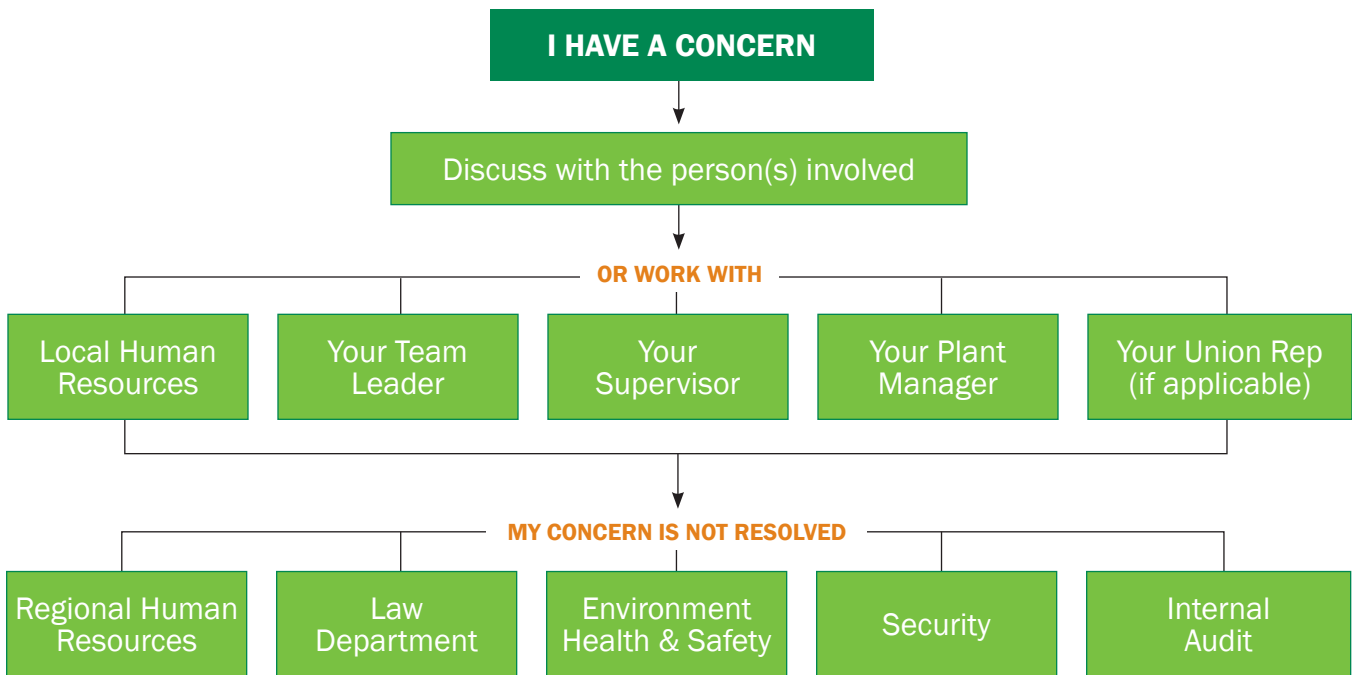 I HAVE A CONCERN
Discuss with the person(s) involved
OR WORK WITH
Local Human
Resources
Your Team
Leader
Your
Supervisor
Your Plant
Manager
Your Union Rep
(if applicable)
MY CONCERN IS NOT RESOLVED
Regional Human
Resources
Law
Department
Environment
Health & Safety
Security
Internal
Audit